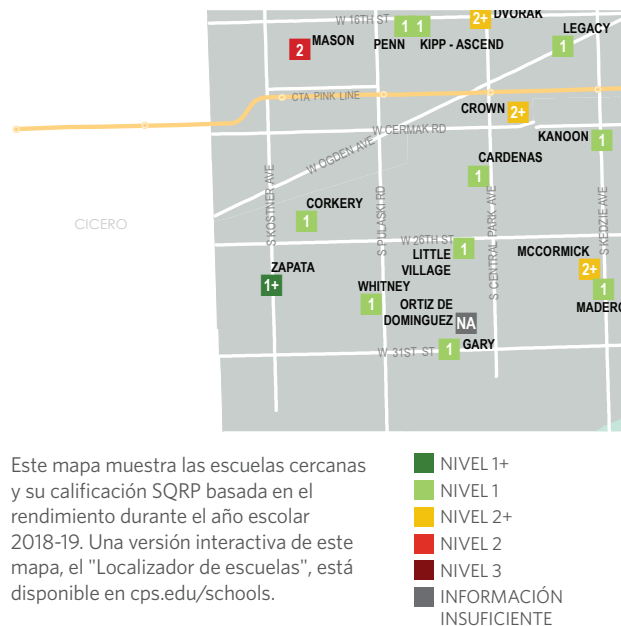 W 16TH ST
DVORAK
LEGACY
2+
1 1
1
MASON
2
PENN
KIPP - ASCEND
CTA PINK LINE
CROWN
2+
W CERMAK RD
KANOON
1
W OGDEN AVE
CARDENAS
1
S KOSTNER AVE
S PULASKI RD
S CENTRAL PARK AVE
S KEDZIE AVE
CORKERY
1
CICERO
W 26TH ST
LITTLE
VILLAGE
1
MCCORMICK
2+
ZAPATA
1+
WHITNEY
1
ORTIZ DE
DOMINGUEZ
NA
1
MADERO
W 31ST ST
1
GARY
Este mapa muestra las escuelas cercanas
y su calificación SQRP basada en el
rendimiento durante el año escolar
2018-19. Una versión interactiva de este
mapa, el "Localizador de escuelas", está
disponible en cps.edu/schools.
NIVEL 1+
NIVEL 1
NIVEL 2+
NIVEL 2
NIVEL 3
INFORMACIÓN
INSUFICIENTE